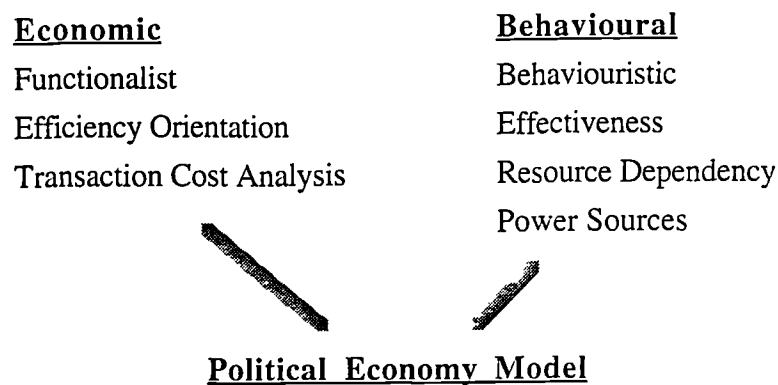 Economic
Functionalist
Efficiency Orientation
Transaction Cost Analysis
Behavioural
Behaviouristic
Effectiveness
Resource Dependency
Power Sources
Political Economy Model